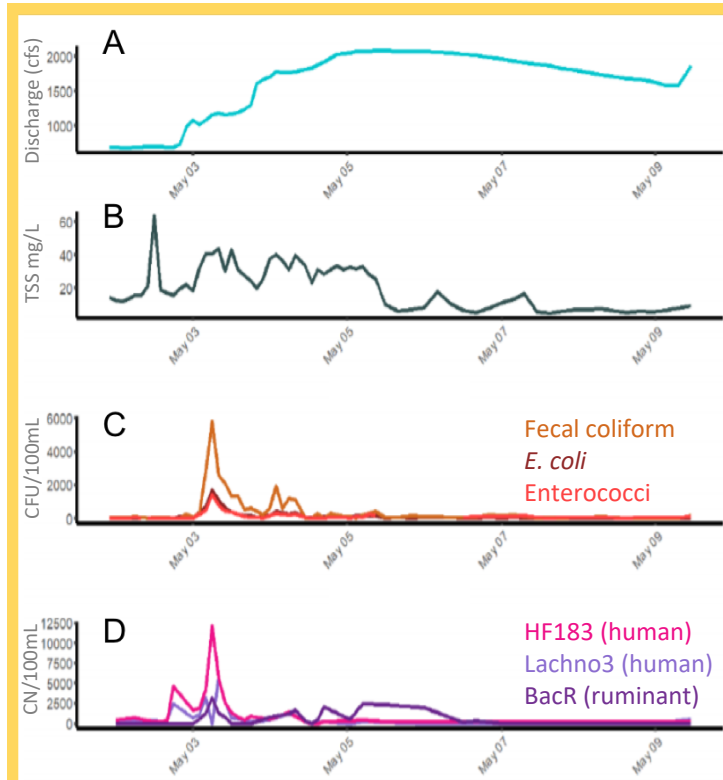 A
Discharge (cfs)
2000
1500
1000
May 03
May 05
May 07
May 09
B
TSS mg/L
60
40
20
May 03
May 05
May 07
May 09
C
CFU/100mL
6000
4000
2000
0
Fecal coliform
E. coli
Enterococci
May 03
May 05
May 07
May 09
D
CN/100mL
12500
10000
7500
5000
2500
0
HF183 (human)
Lachno3 (human)
BacR (ruminant)
May 03
May 05
May 07
May 09